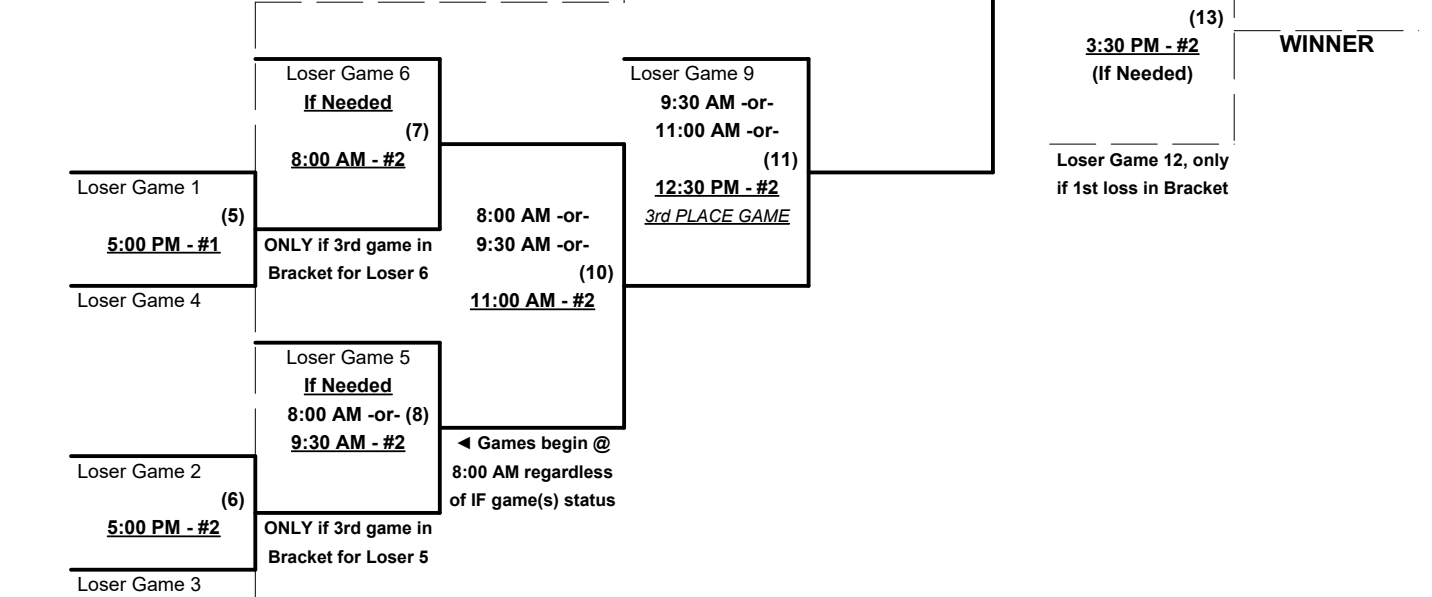 (13)
3:30 PM - #2
(If Needed)
WINNER
Loser Game 12, only
if 1st loss in Bracket
Loser Game 6
If Needed
(7)
8:00 AM - #2
Loser Game 9
9:30 AM -or-
11:00 AM -or-
(11)
12:30 PM - #2
3rd PLACE GAME
Loser Game 1
(5)
5:00 PM - #1
Loser Game 4
ONLY if 3rd game in
Bracket for Loser 6
8:00 AM -or-
9:30 AM -or-
(10)
11:00 AM - #2
Loser Game 5
If Needed
8:00 AM -or- (8)
9:30 AM - #2
◄ Games begin @
8:00 AM regardless
of IF game(s) status
Loser Game 2
(6)
5:00 PM - #2
Loser Game 3
ONLY if 3rd game in
Bracket for Loser 5